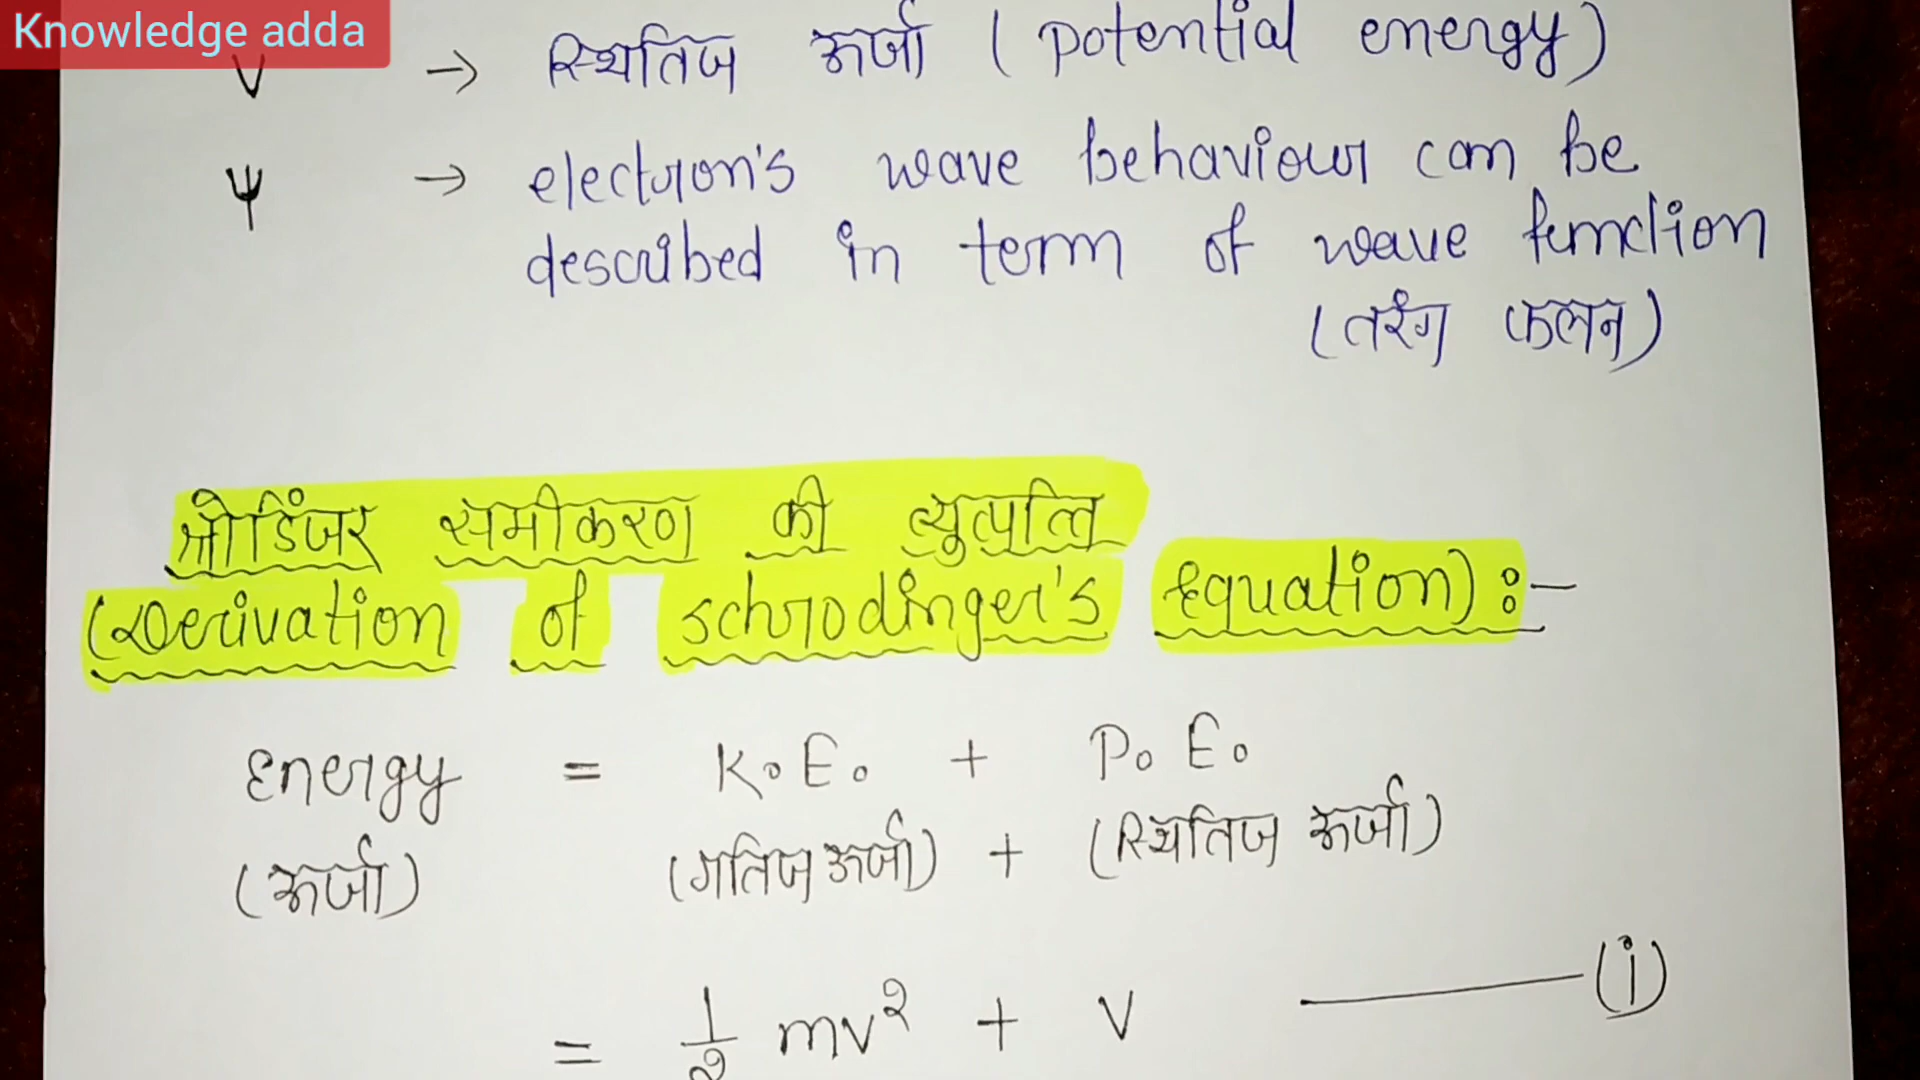 Knowledge adda
V → स्थितिज ऊर्जा ( potential energy)
Ψ → electron's wave behaviour can be
described in term of wave function
(तरंग फलन)
श्रोडिंजर समीकरण की व्युत्पत्ति
(Derivation of schrodinger's Equation) :-
Energy = K.E. + P.E.
(ऊर्जा) (गतिज ऊर्जा) + (स्थितिज ऊर्जा)
= 1/2 mv² + V —— (i)